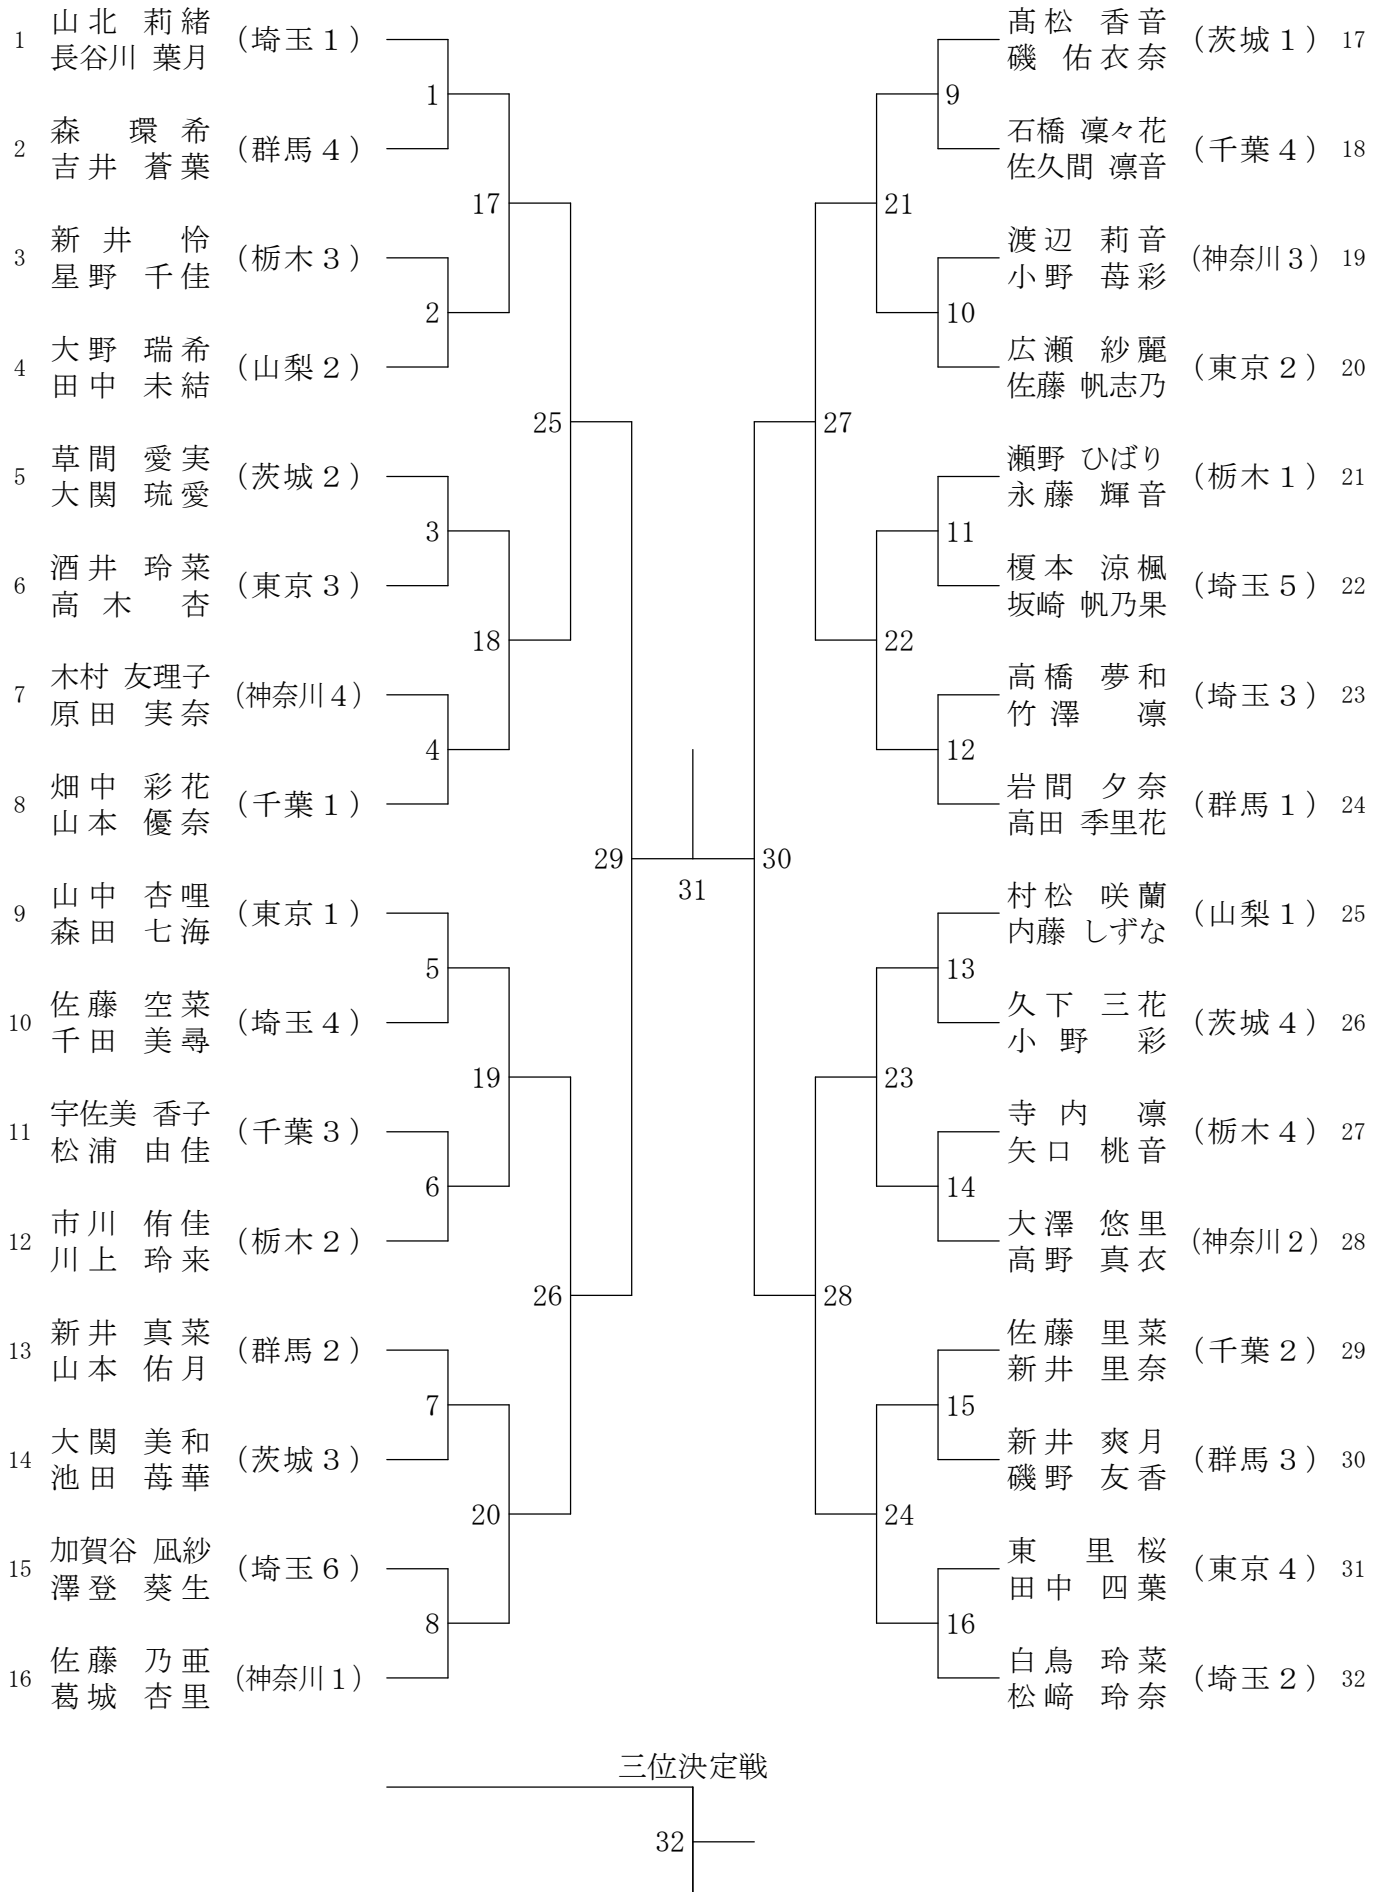 1 山北 莉緒 (埼玉1)
長谷川 葉月
1
2 森 環希 (群馬4)
吉井 蒼葉
17
3 新井 怜 (栃木3)
星野 千佳
2
4 大野 瑞希 (山梨2)
田中 未結
25
5 草間 愛実 (茨城2)
大関 琉愛
3
6 酒井 玲菜 (東京3)
高木 杏
18
7 木村 友理子 (神奈川4)
原田 実奈
4
8 畑中 彩花 (千葉1)
山本 優奈
29
9 山中 杏哩 (東京1)
森田 七海
5
10 佐藤 空菜 (埼玉4)
千田 美尋
19
11 宇佐美 香子 (千葉3)
松浦 由佳
6
12 市川 侑佳 (栃木2)
川上 玲来
26
13 新井 真菜 (群馬2)
山本 佑月
7
14 大関 美和 (茨城3)
池田 苺華
20
15 加賀谷 凪紗 (埼玉6)
澤登 葵生
8
16 佐藤 乃亜 (神奈川1)
葛城 杏里
31
髙松 香音 (茨城1) 17
磯 佑衣奈
9
石橋 凜々花 (千葉4) 18
佐久間 凛音
21
渡辺 莉音 (神奈川3) 19
小野 苺彩
10
広瀬 紗麗 (東京2) 20
佐藤 帆志乃
27
瀬野 ひばり (栃木1) 21
永藤 輝音
11
榎本 涼楓 (埼玉5) 22
坂崎 帆乃果
22
高橋 夢和 (埼玉3) 23
竹澤 凛
12
岩間 夕奈 (群馬1) 24
高田 季里花
30
村松 咲蘭 (山梨1) 25
内藤 しずな
13
久下 三花 (茨城4) 26
小野 彩
23
寺内 凛 (栃木4) 27
矢口 桃音
14
大澤 悠里 (神奈川2) 28
高野 真衣
28
佐藤 里菜 (千葉2) 29
新井 里奈
15
新井 爽月 (群馬3) 30
磯野 友香
24
東 里桜 (東京4) 31
田中 四葉
16
白鳥 玲菜 (埼玉2) 32
松﨑 玲奈
三位決定戦
32